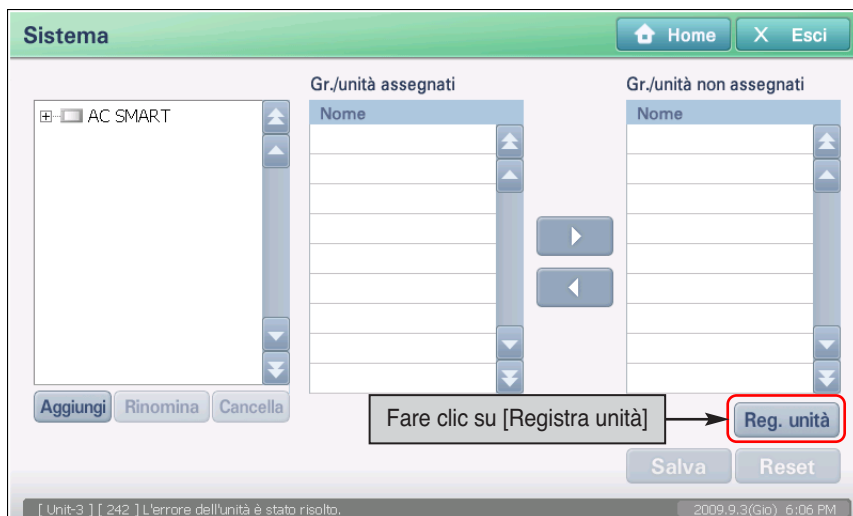 Sistema
Home
X Esci
Gr./unità assegnati
Gr./unità non assegnati
AC SMART
Nome
Nome
Aggiungi
Rinomina
Cancella
Fare clic su [Registra unità]
Reg. unità
Salva
Reset
[ Unit-3 ] [ 242 ] L'errore dell'unità è stato risolto.
2009.9.3(Gio) 6:06 PM